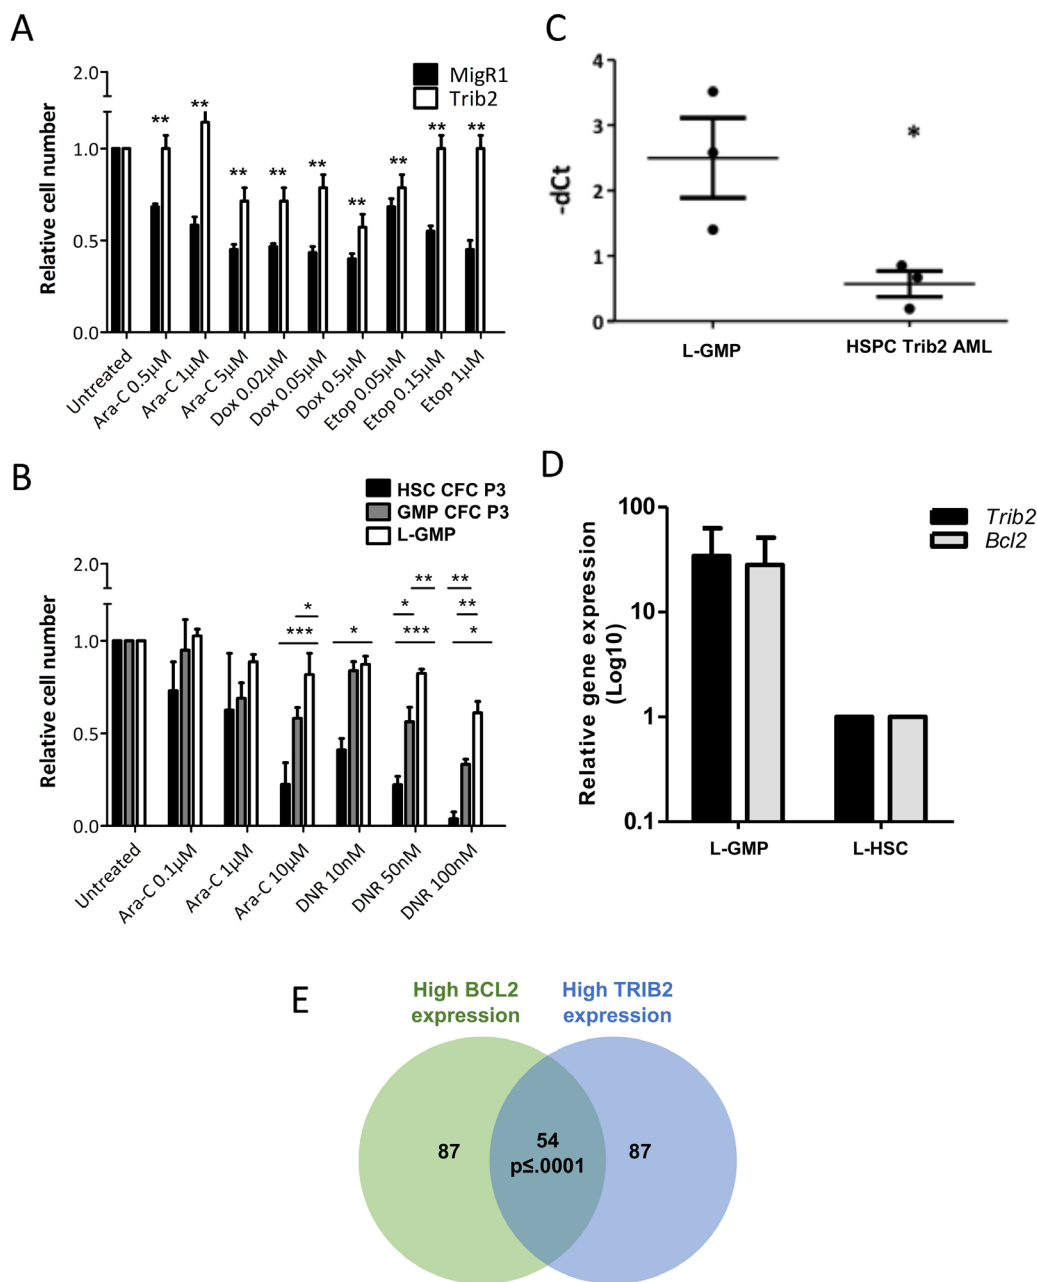 A
2.0
1.0
0.5
0.0
Relative cell number
MigR1
Trib2
**
**
**
**
**
**
**
**
**
Untreated
Ara-C 0.5µM
Ara-C 1µM
Ara-C 5µM
Dox 0.02µM
Dox 0.05µM
Dox 0.5µM
Etop 0.05µM
Etop 0.15µM
Etop 1µM
C
4
3
2
1
0
-dCt
*
L-GMP
HSPC Trib2 AML
B
HSC CFC P3
GMP CFC P3
L-GMP
2.0
1.0
0.5
0.0
Relative cell number
*
***
*
**
*
***
**
**
*
Untreated
Ara-C 0.1µM
Ara-C 1µM
Ara-C 10µM
DNR 10nM
DNR 50nM
DNR 100nM
D
100
10
1
0.1
Relative gene expression
(Log10)
Trib2
Bcl2
L-GMP
L-HSC
E
High BCL2
expression
High TRIB2
expression
87
54
p≤.0001
87